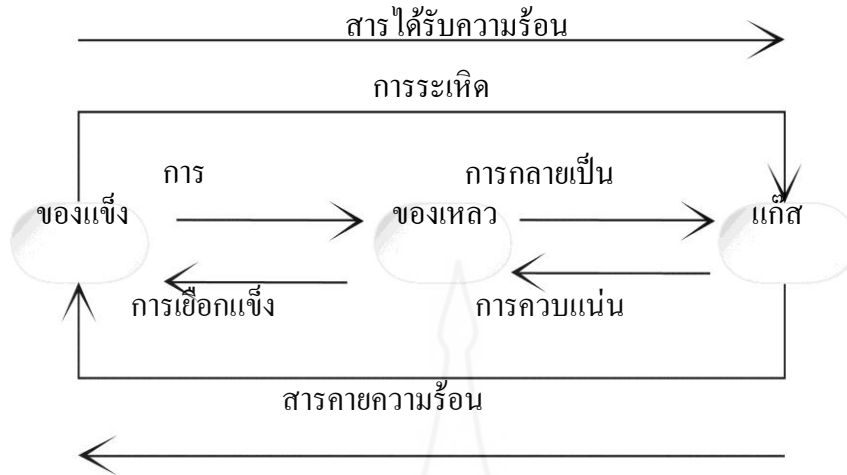 สารได้รับความร้อน
การระเหิด
การ
การกลายเป็น
ของแข็ง
ของเหลว
แก๊ส
การเยือกแข็ง
การควบแน่น
สารคายความร้อน